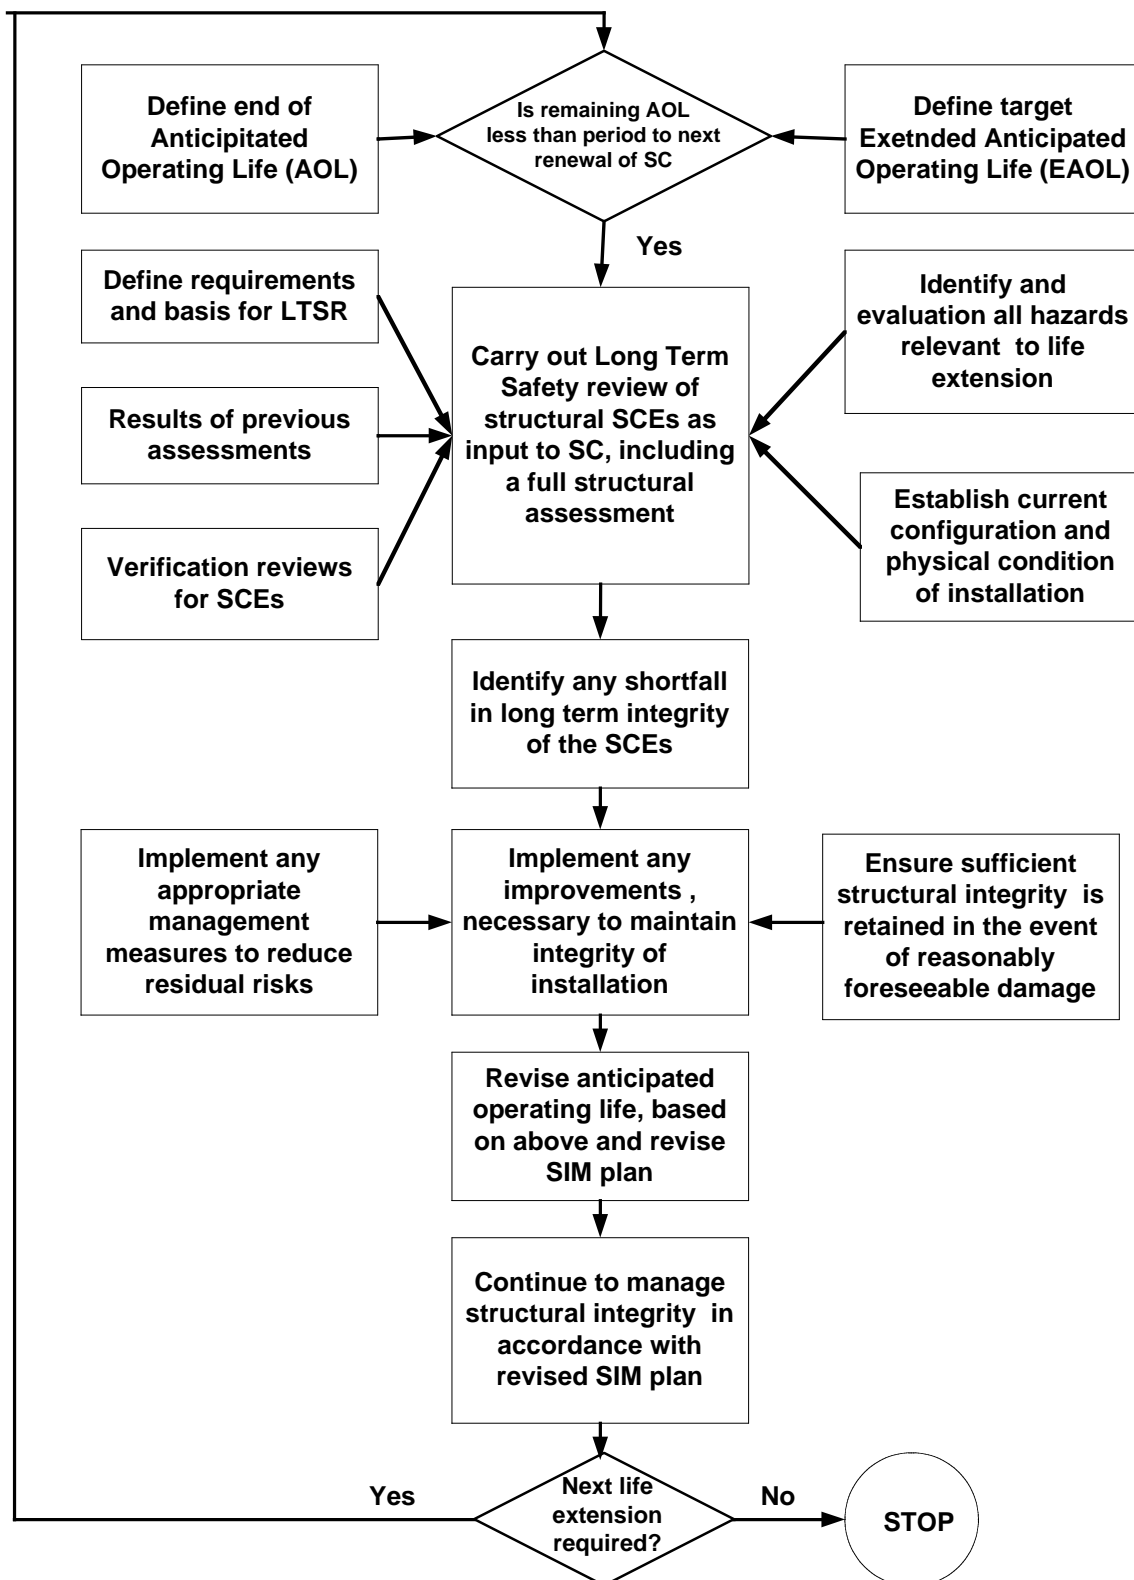 Define end of
Anticipitated
Operating Life (AOL)
Is remaining AOL
less than period to next
renewal of SC
Define target
Exetnded Anticipated
Operating Life (EAOL)
Yes
Define requirements
and basis for LTSR
Results of previous
assessments
Verification reviews
for SCEs
Carry out Long Term
Safety review of
structural SCEs as
input to SC, including
a full structural
assessment
Identify and
evaluation all hazards
relevant to life
extension
Establish current
configuration and
physical condition
of installation
Identify any shortfall
in long term integrity
of the SCEs
Implement any
appropriate
management
measures to reduce
residual risks
Implement any
improvements ,
necessary to maintain
integrity of
installation
Ensure sufficient
structural integrity is
retained in the event
of reasonably
foreseeable damage
Revise anticipated
operating life, based
on above and revise
SIM plan
Continue to manage
structural integrity in
accordance with
revised SIM plan
Yes
Next life
extension
required?
No
STOP